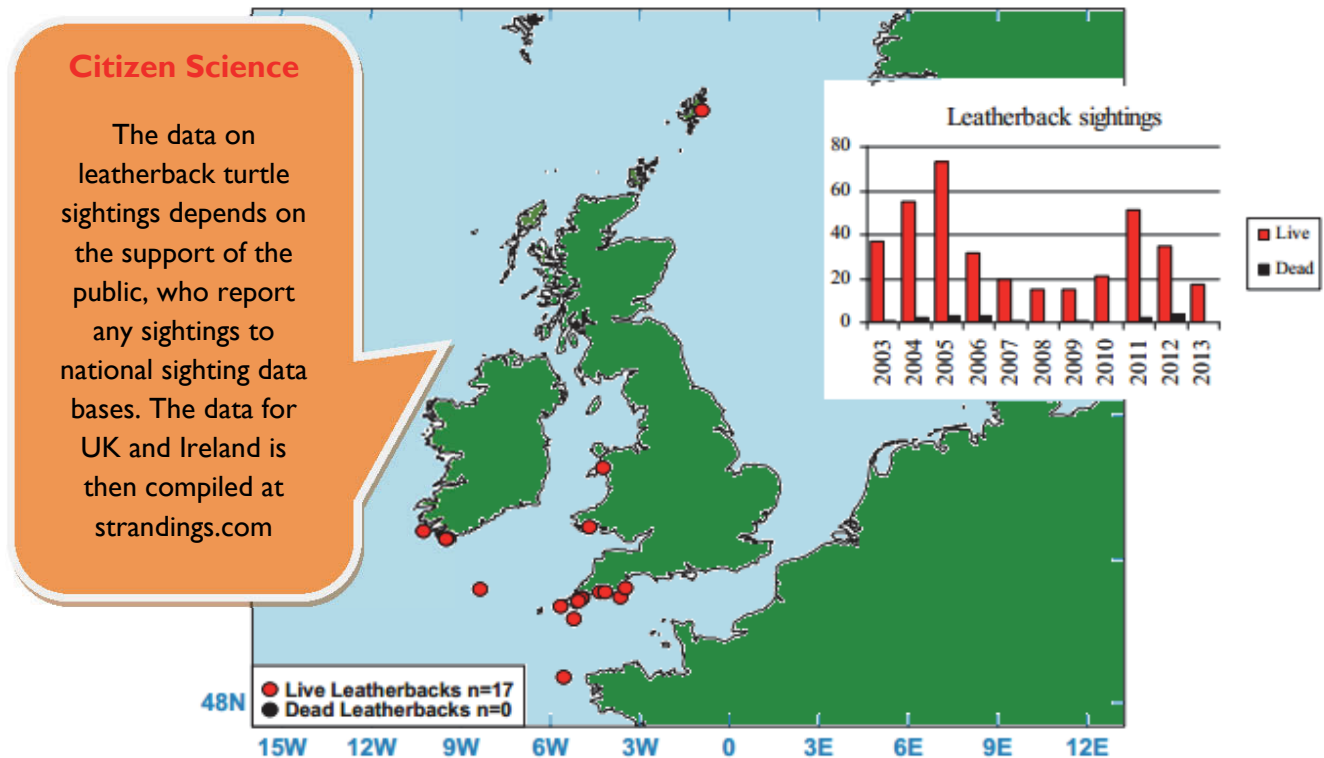 Citizen Science
The data on
leatherback turtle
sightings depends on
the support of the
public, who report
any sightings to
national sighting data
bases. The data for
UK and Ireland is
then compiled at
strandings.com
Leatherback sightings
80
60
40
20
0
2003
2004
2005
2006
2007
2008
2009
2010
2011
2012
2013
Live
Dead
Live Leatherbacks n=17
Dead Leatherbacks n=0
48N
15W 12W 9W 6W 3W 0 3E 6E 9E 12E